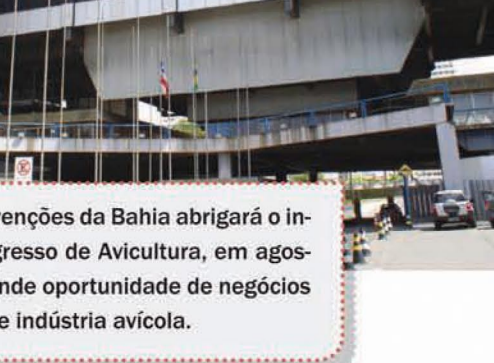 venções da Bahia abrigará o in-
gresso de Avicultura, em agos-
nde oportunidade de negócios
e indústria avícola.